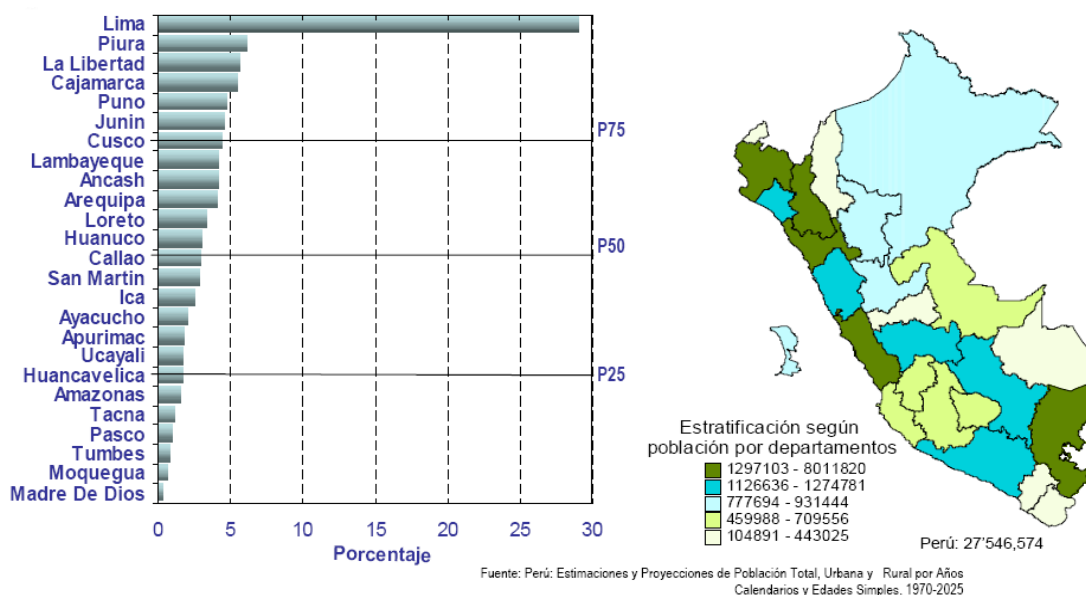 Lima
Piura
La Libertad
Cajamarca
Puno
Junin
Cusco
Lambayeque
Ancash
Arequipa
Loreto
Huanuco
Callao
San Martin
Ica
Ayacucho
Apurimac
Ucayali
Huancavelica
Amazonas
Tacna
Pasco
Tumbes
Moquegua
Madre De Dios
P75
P50
P25
0 5 10 15 20 25 30
Porcentaje
Estratificación según
población por departamentos
1297103 - 8011820
1126636 - 1274781
777694 - 931444
459988 - 709556
104891 - 443025
Perú: 27'546,574
Fuente: Perú: Estimaciones y Proyecciones de Población Total, Urbana y Rural por Años
Calendarios y Edades Simples. 1970-2025